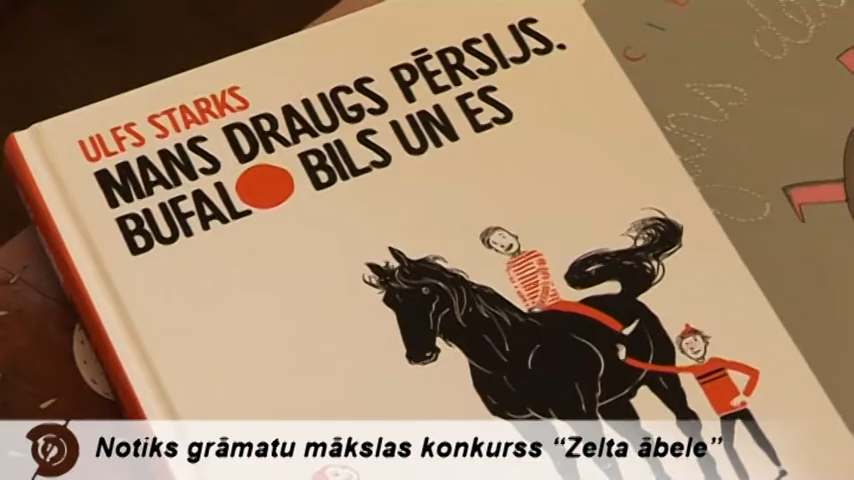 ULFS STARKS
MANS DRAUGS PĒRSIJS.
BUFAL BILS UN ES
Notiks grāmatu mākslas konkurss “Zelta ābele”